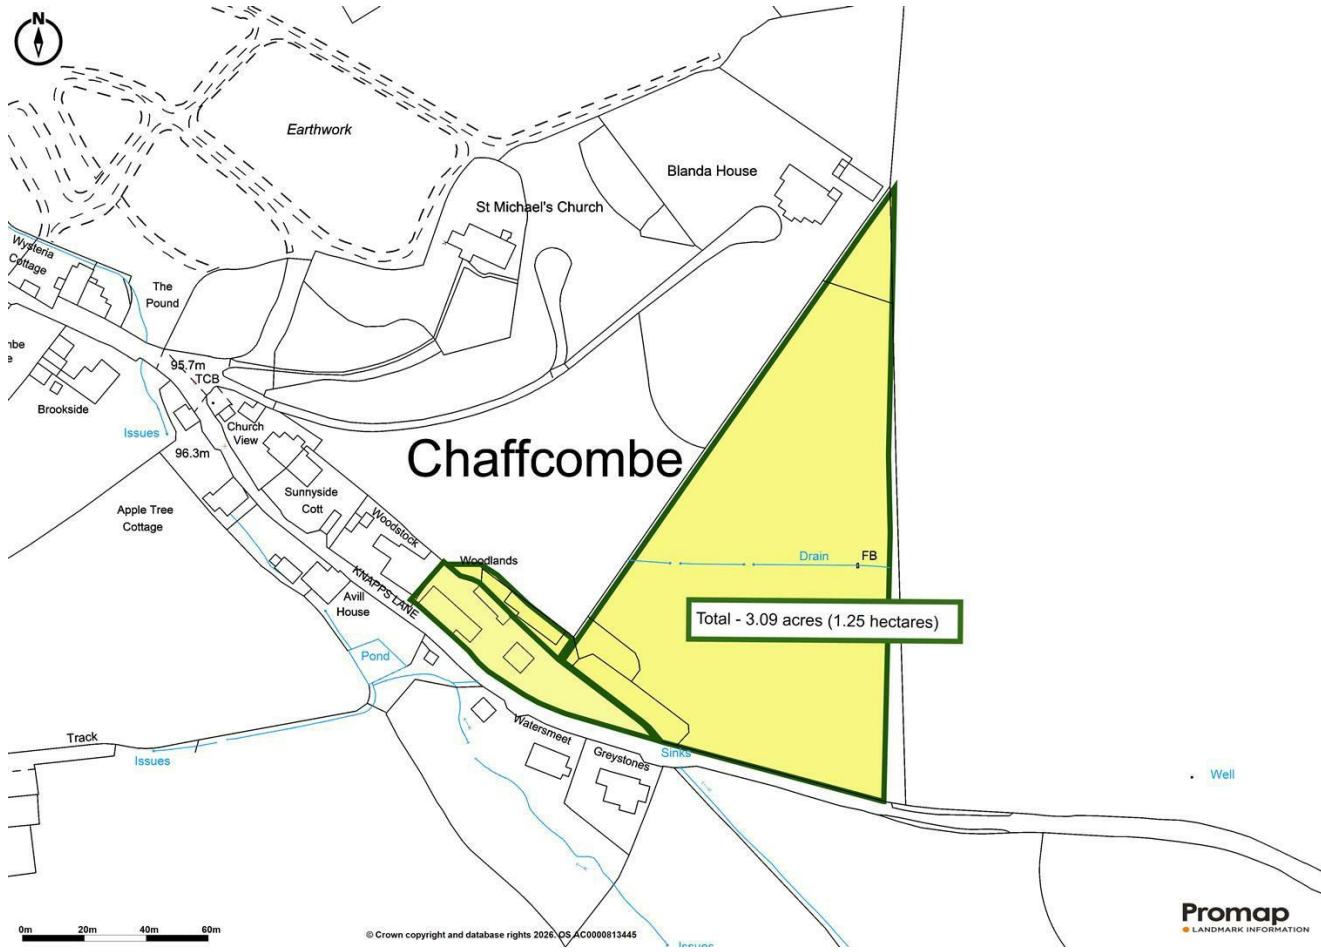 N
Earthwork
Blanda House
St Michael's Church
Wysteria
Cottage
The
Pound
95.7m
TCB
Brookside
Issues
Church
View
96.3m
Chaffcombe
Sunnyside
Cott
Apple Tree
Cottage
Woodstock
Woodlands
Drain
FB
KNAPPS LANE
Avill
House
Total - 3.09 acres (1.25 hectares)
Pond
Track
Issues
Watersmeet
Greystones
Sinks
Well
0m 20m 40m 60m
© Crown copyright and database rights 2026. OS AC0000813445
Issues
Promap
LANDMARK INFORMATION